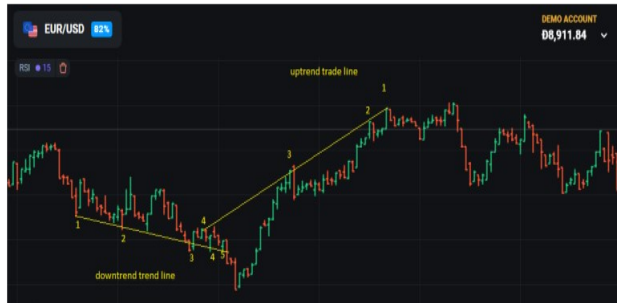 EUR/USD 82%
DEMO ACCOUNT
Đ8,911.84
RSI 15
uptrend trade line
1
2
3
4
1
2
3
4
5
downtrend trend line